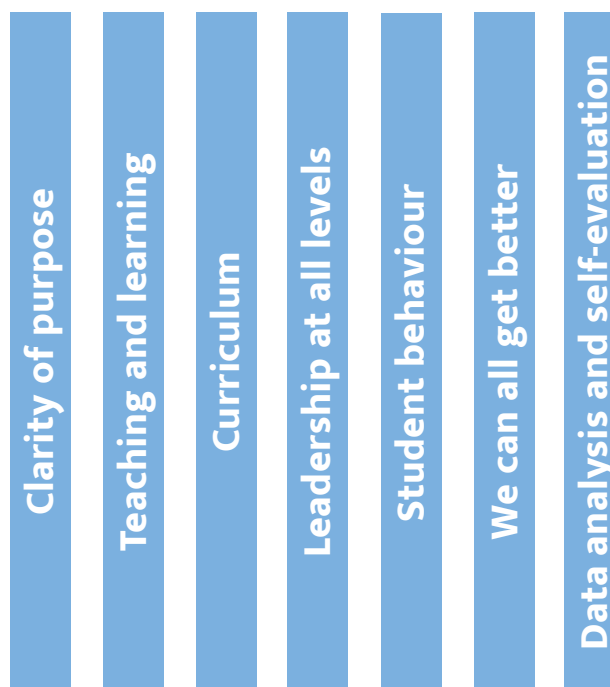 Clarity of purpose
Teaching and learning
Curriculum
Leadership at all levels
Student behaviour
We can all get better
Data analysis and self-evaluation